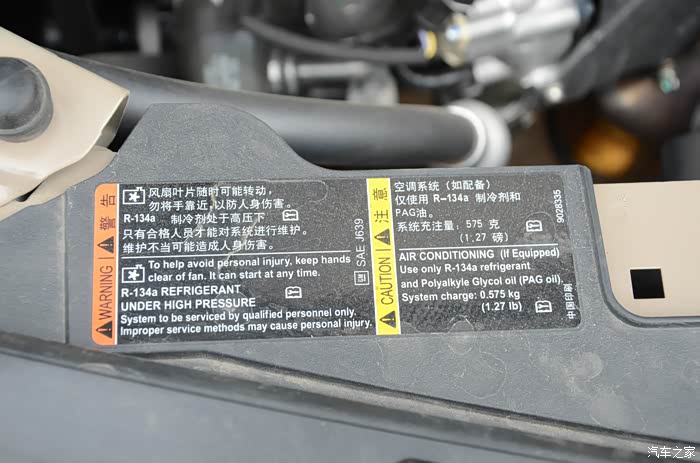 警告
WARNING
风扇叶片随时可能转动，
勿将手靠近，以防人身伤害。
R-134a 制冷剂处于高压下
只有合格人员才能对系统进行维护。
维护不当可能造成人身伤害。
To help avoid personal injury, keep hands
clear of fan. It can start at any time.
R-134a REFRIGERANT
UNDER HIGH PRESSURE
System to be serviced by qualified personnel only.
Improper service methods may cause personal injury.
SAE J639
注意
CAUTION
空调系统（如配备）
仅使用 R-134a 制冷剂和
PAG油。
系统充注量： 575 克
(1.27 磅)
AIR CONDITIONING (If Equipped)
Use only R-134a refrigerant
and Polyalkyle Glycol oil (PAG oil).
System charge: 0.575 kg
(1.27 lb)
9028335
中国印刷
汽车之家